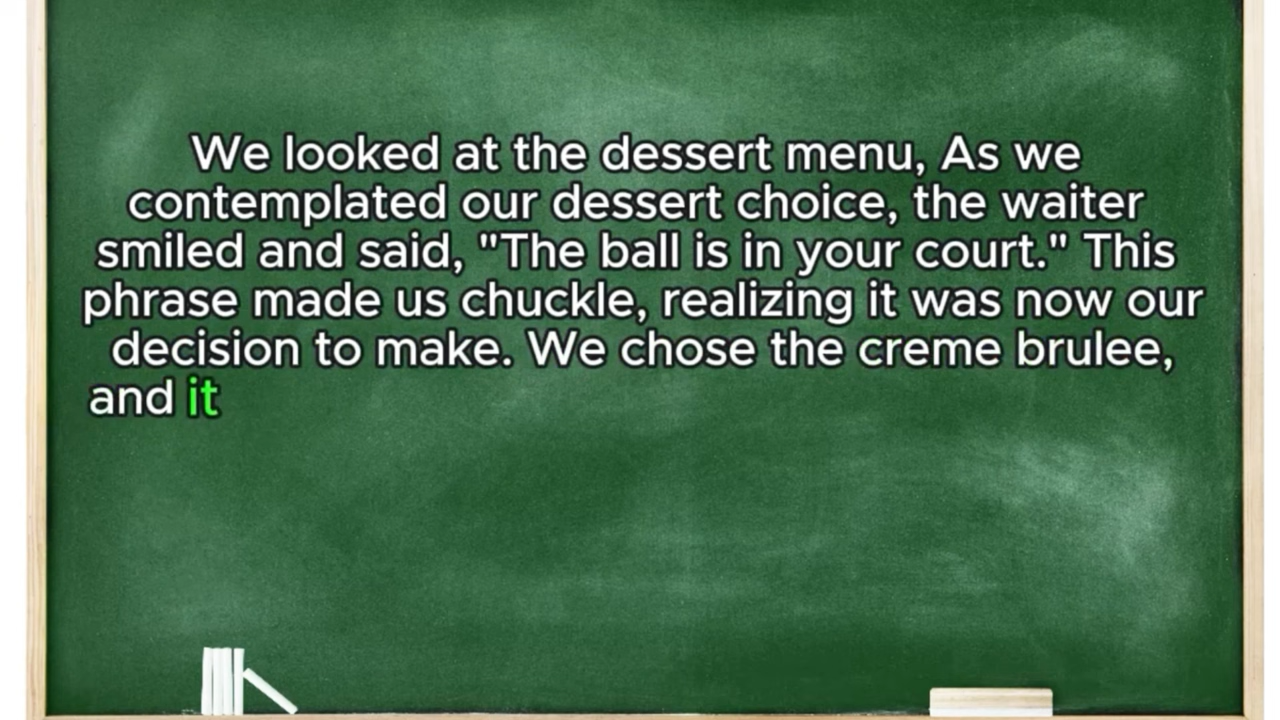 We looked at the dessert menu, As we
contemplated our dessert choice, the waiter
smiled and said, "The ball is in your court." This
phrase made us chuckle, realizing it was now our
decision to make. We chose the creme brulee,
and it